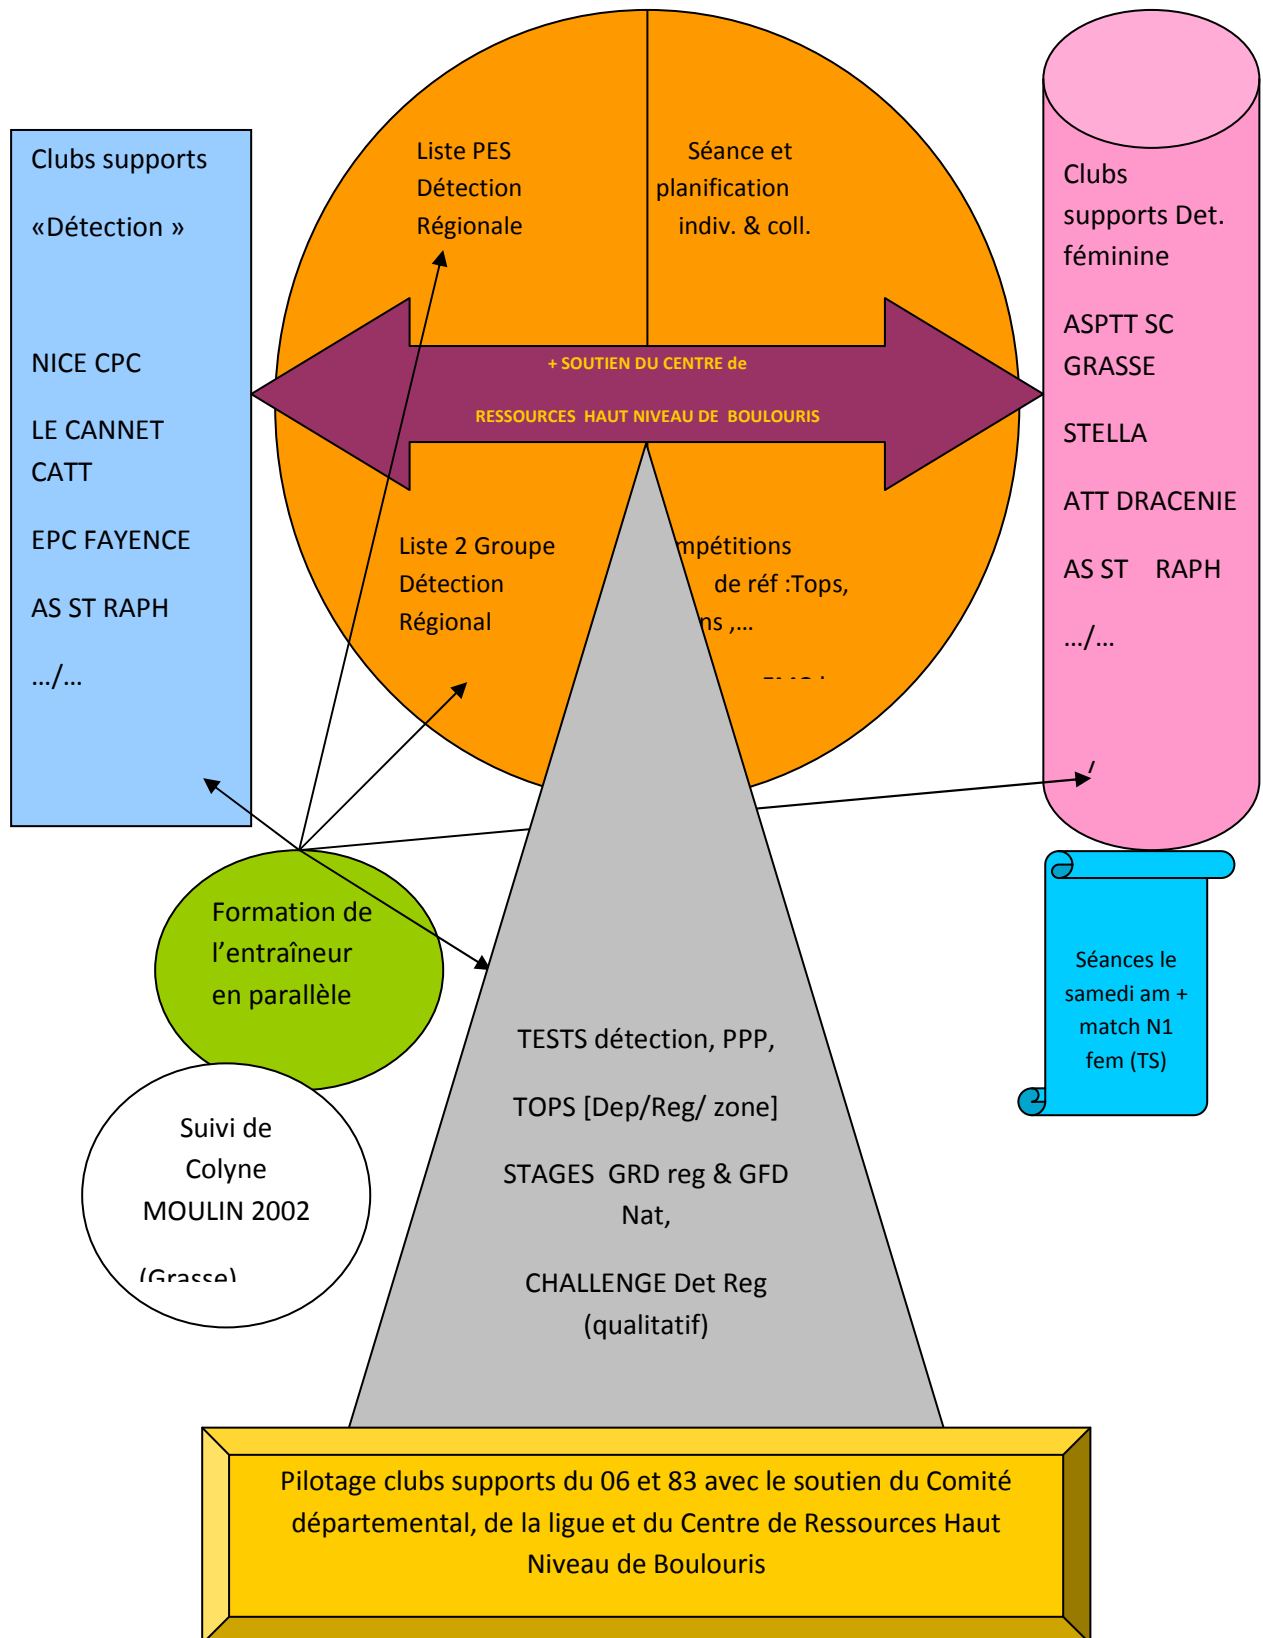 Clubs supports
«Détection »
NICE CPC
LE CANNET
CATT
EPC FAYENCE
AS ST RAPH
.../...
Liste PES
Détection
Régionale
Séance et
planification
indiv. & coll.
+ SOUTIEN DU CENTRE de
RESSOURCES HAUT NIVEAU DE BOULOURIS
Liste 2 Groupe
Détection
Régional
mpétitions
de réf :Tops,
ns ,...
Clubs
supports Det.
féminine
ASPTT SC
GRASSE
STELLA
ATT DRACENIE
AS ST RAPH
.../...
Formation de
l’entraîneur
en parallèle
Suivi de
Colyne
MOULIN 2002
(Grasse)
Séances le
samedi am +
match N1
fem (TS)
TESTS détection, PPP,
TOPS [Dep/Reg/ zone]
STAGES GRD reg & GFD
Nat,
CHALLENGE Det Reg
(qualitatif)
Pilotage clubs supports du 06 et 83 avec le soutien du Comité
départemental, de la ligue et du Centre de Ressources Haut
Niveau de Boulouris